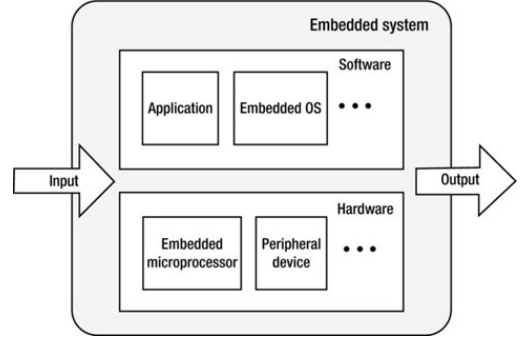 Embedded system
Software
Application
Embedded OS
Input
Output
Hardware
Embedded
microprocessor
Peripheral
device